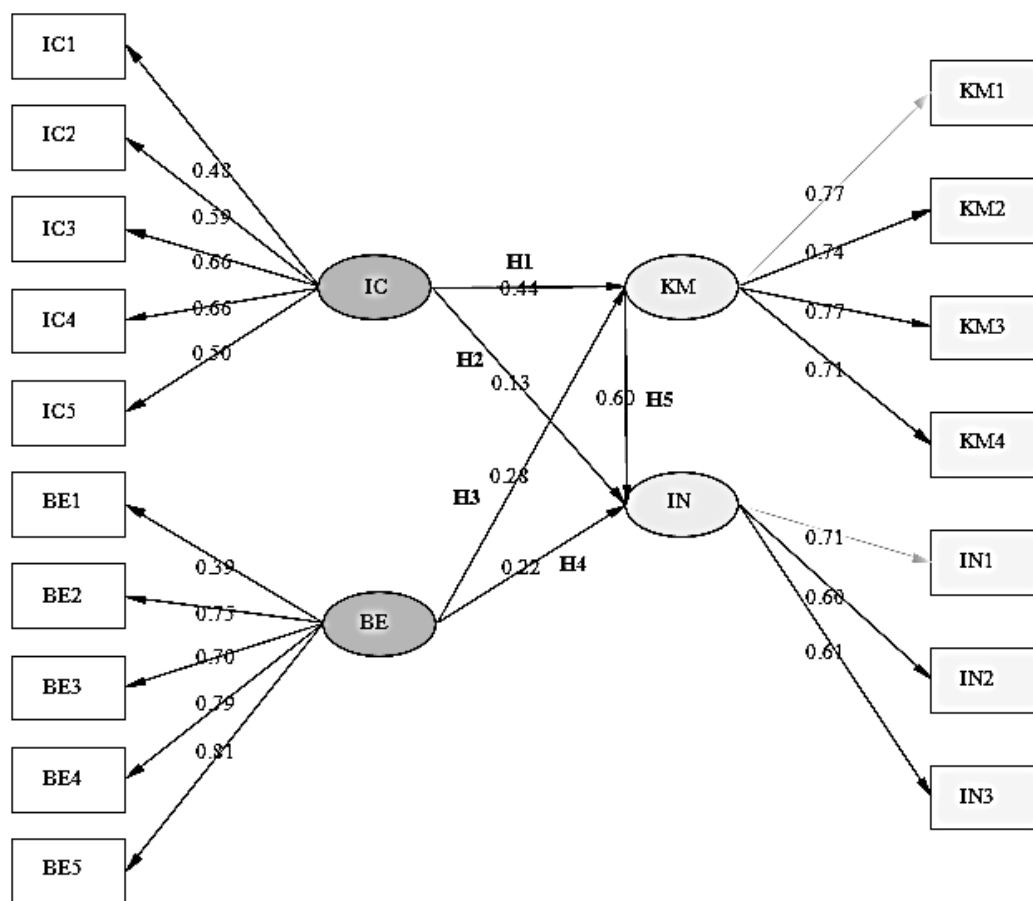 IC1
IC2
IC3
IC4
IC5
BE1
BE2
BE3
BE4
BE5
0.48
0.59
0.66
0.66
0.50
0.39
0.75
0.70
0.79
0.81
IC
BE
H1
0.44
H2
0.13
H3
0.28
0.22
H4
0.60
H5
KM
IN
0.77
0.74
0.77
0.71
0.71
0.60
0.61
KM1
KM2
KM3
KM4
IN1
IN2
IN3